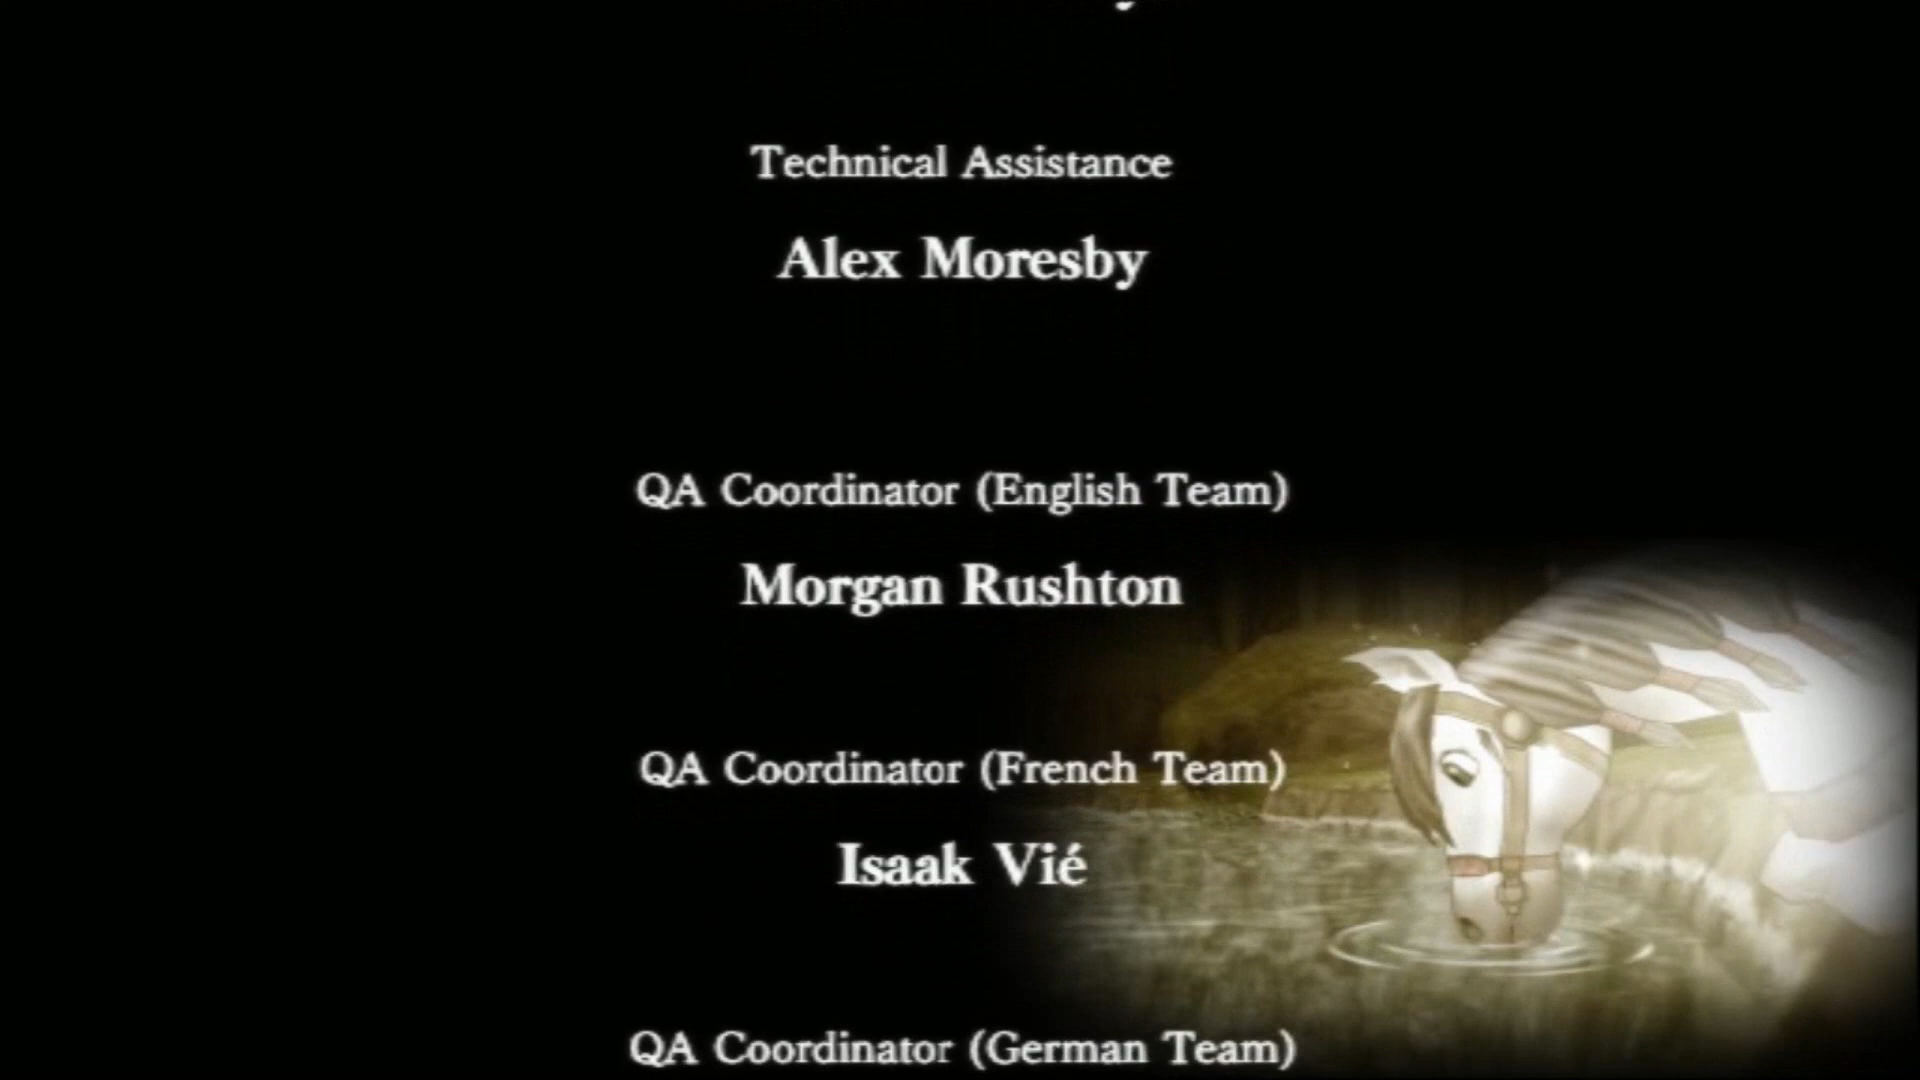 Technical Assistance
Alex Moresby
QA Coordinator (English Team)
Morgan Rushton
QA Coordinator (French Team)
Isaak Vié
QA Coordinator (German Team)